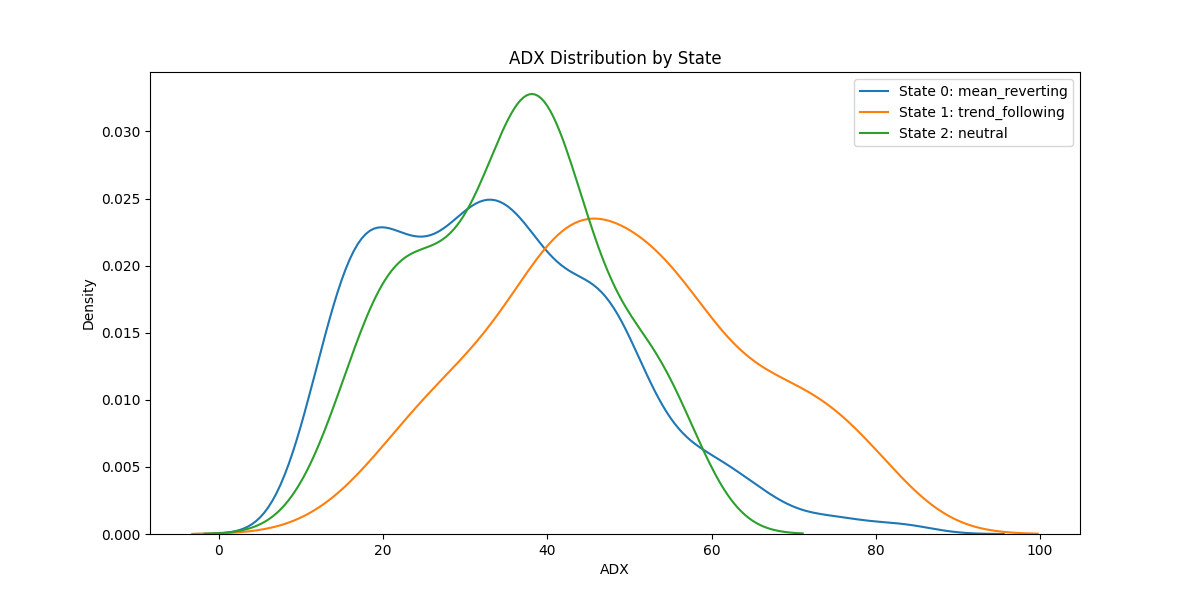 ADX Distribution by State
State 0: mean_reverting
State 1: trend_following
State 2: neutral
0.030
0.025
0.020
0.015
0.010
0.005
0.000
Density
0 20 40 60 80 100
ADX